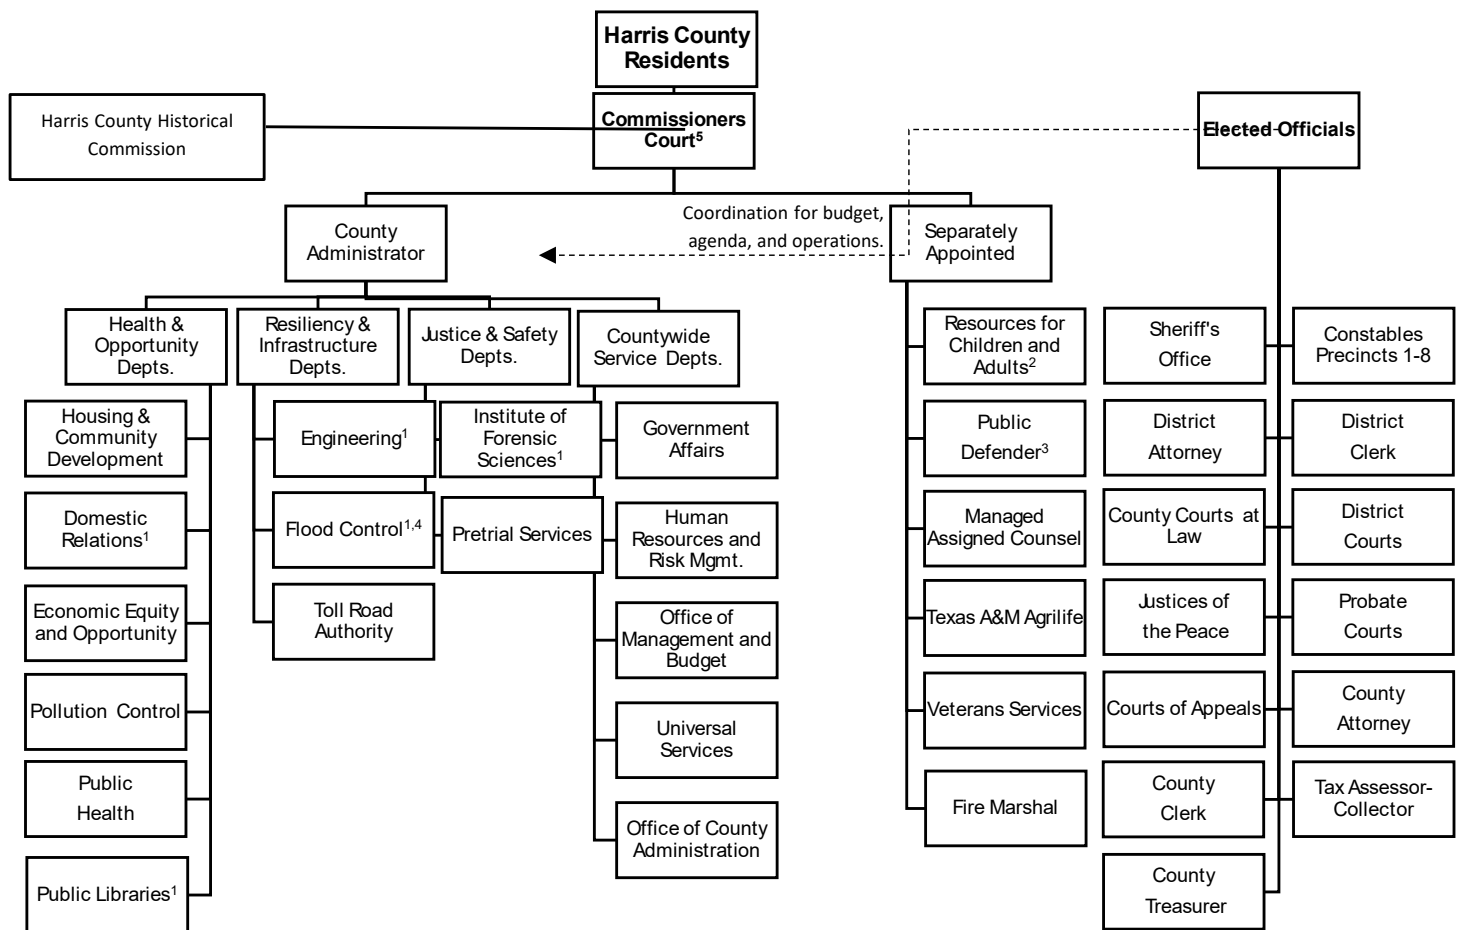 Harris County
Residents
Harris County Historical
Commission
Commissioners
Court⁵
Elected Officials
County
Administrator
Coordination for budget,
agenda, and operations.
Separately
Appointed
Health &
Opportunity
Depts.
Resiliency &
Infrastructure
Depts.
Justice & Safety
Depts.
Countywide
Service Depts.
Housing &
Community
Development
Domestic
Relations¹
Economic Equity
and Opportunity
Pollution Control
Public
Health
Public Libraries¹
Engineering¹
Flood Control¹,⁴
Toll Road
Authority
Institute of
Forensic
Sciences¹
Pretrial Services
Government
Affairs
Human
Resources and
Risk Mgmt.
Office of
Management and
Budget
Universal
Services
Office of County
Administration
Resources for
Children and
Adults²
Public
Defender³
Managed
Assigned Counsel
Texas A&M Agrilife
Veterans Services
Fire Marshal
Sheriff's
Office
District
Attorney
County Courts at
Law
Justices of
the Peace
Courts of Appeals
County
Clerk
County
Treasurer
Constables
Precincts 1-8
District
Clerk
District
Courts
Probate
Courts
County
Attorney
Tax Assessor-
Collector